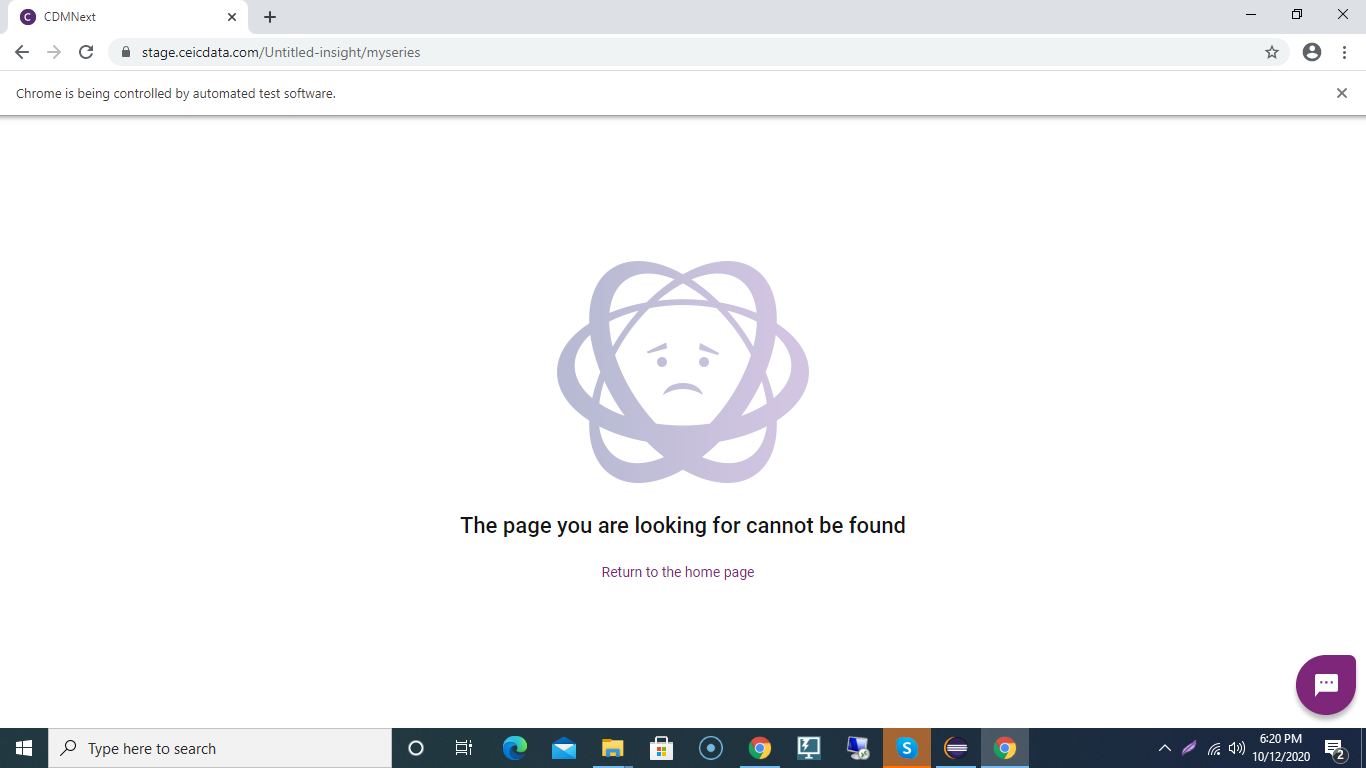 C CDMNext
stage.ceicdata.com/Untitled-insight/myseries
Chrome is being controlled by automated test software.
The page you are looking for cannot be found
Return to the home page
Type here to search
S
6:20 PM
10/12/2020
2